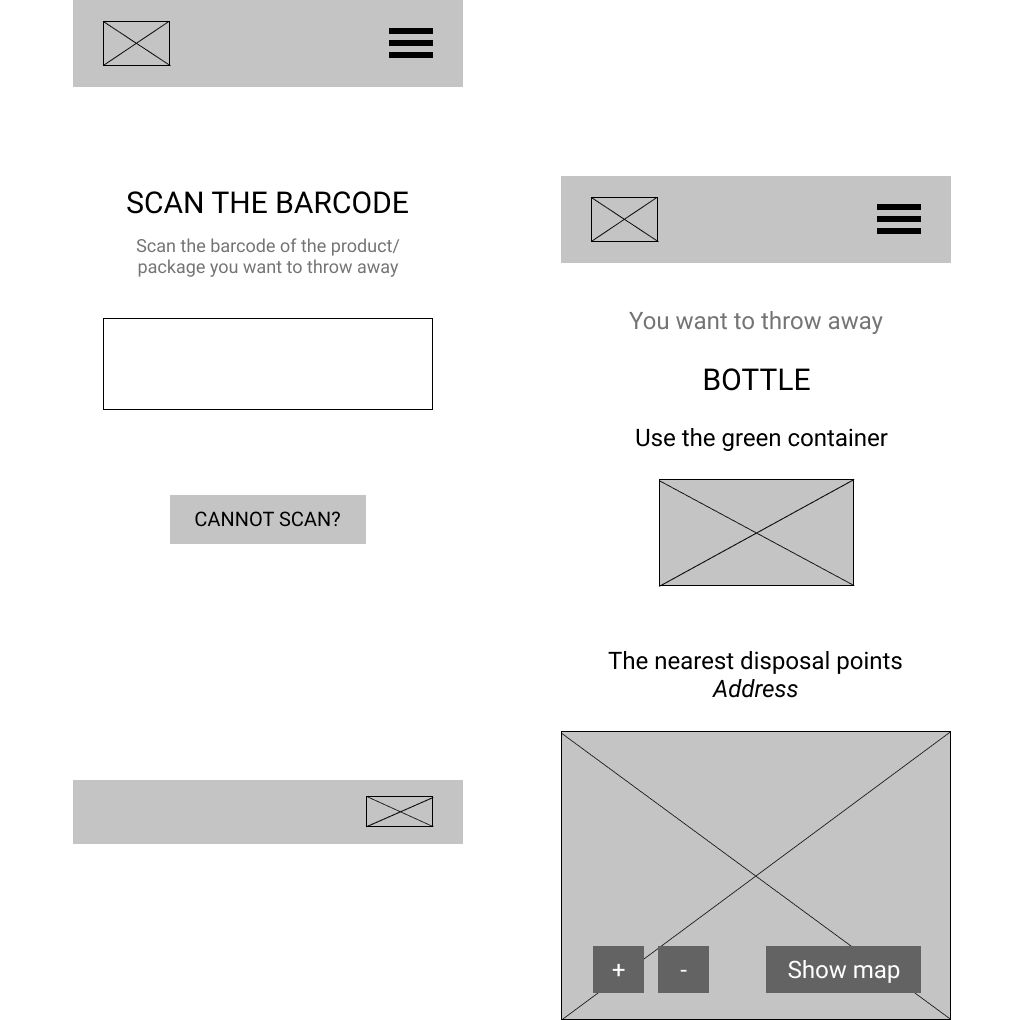 SCAN THE BARCODE
Scan the barcode of the product/
package you want to throw away
CANNOT SCAN?
You want to throw away
BOTTLE
Use the green container
The nearest disposal points
Address
+
-
Show map